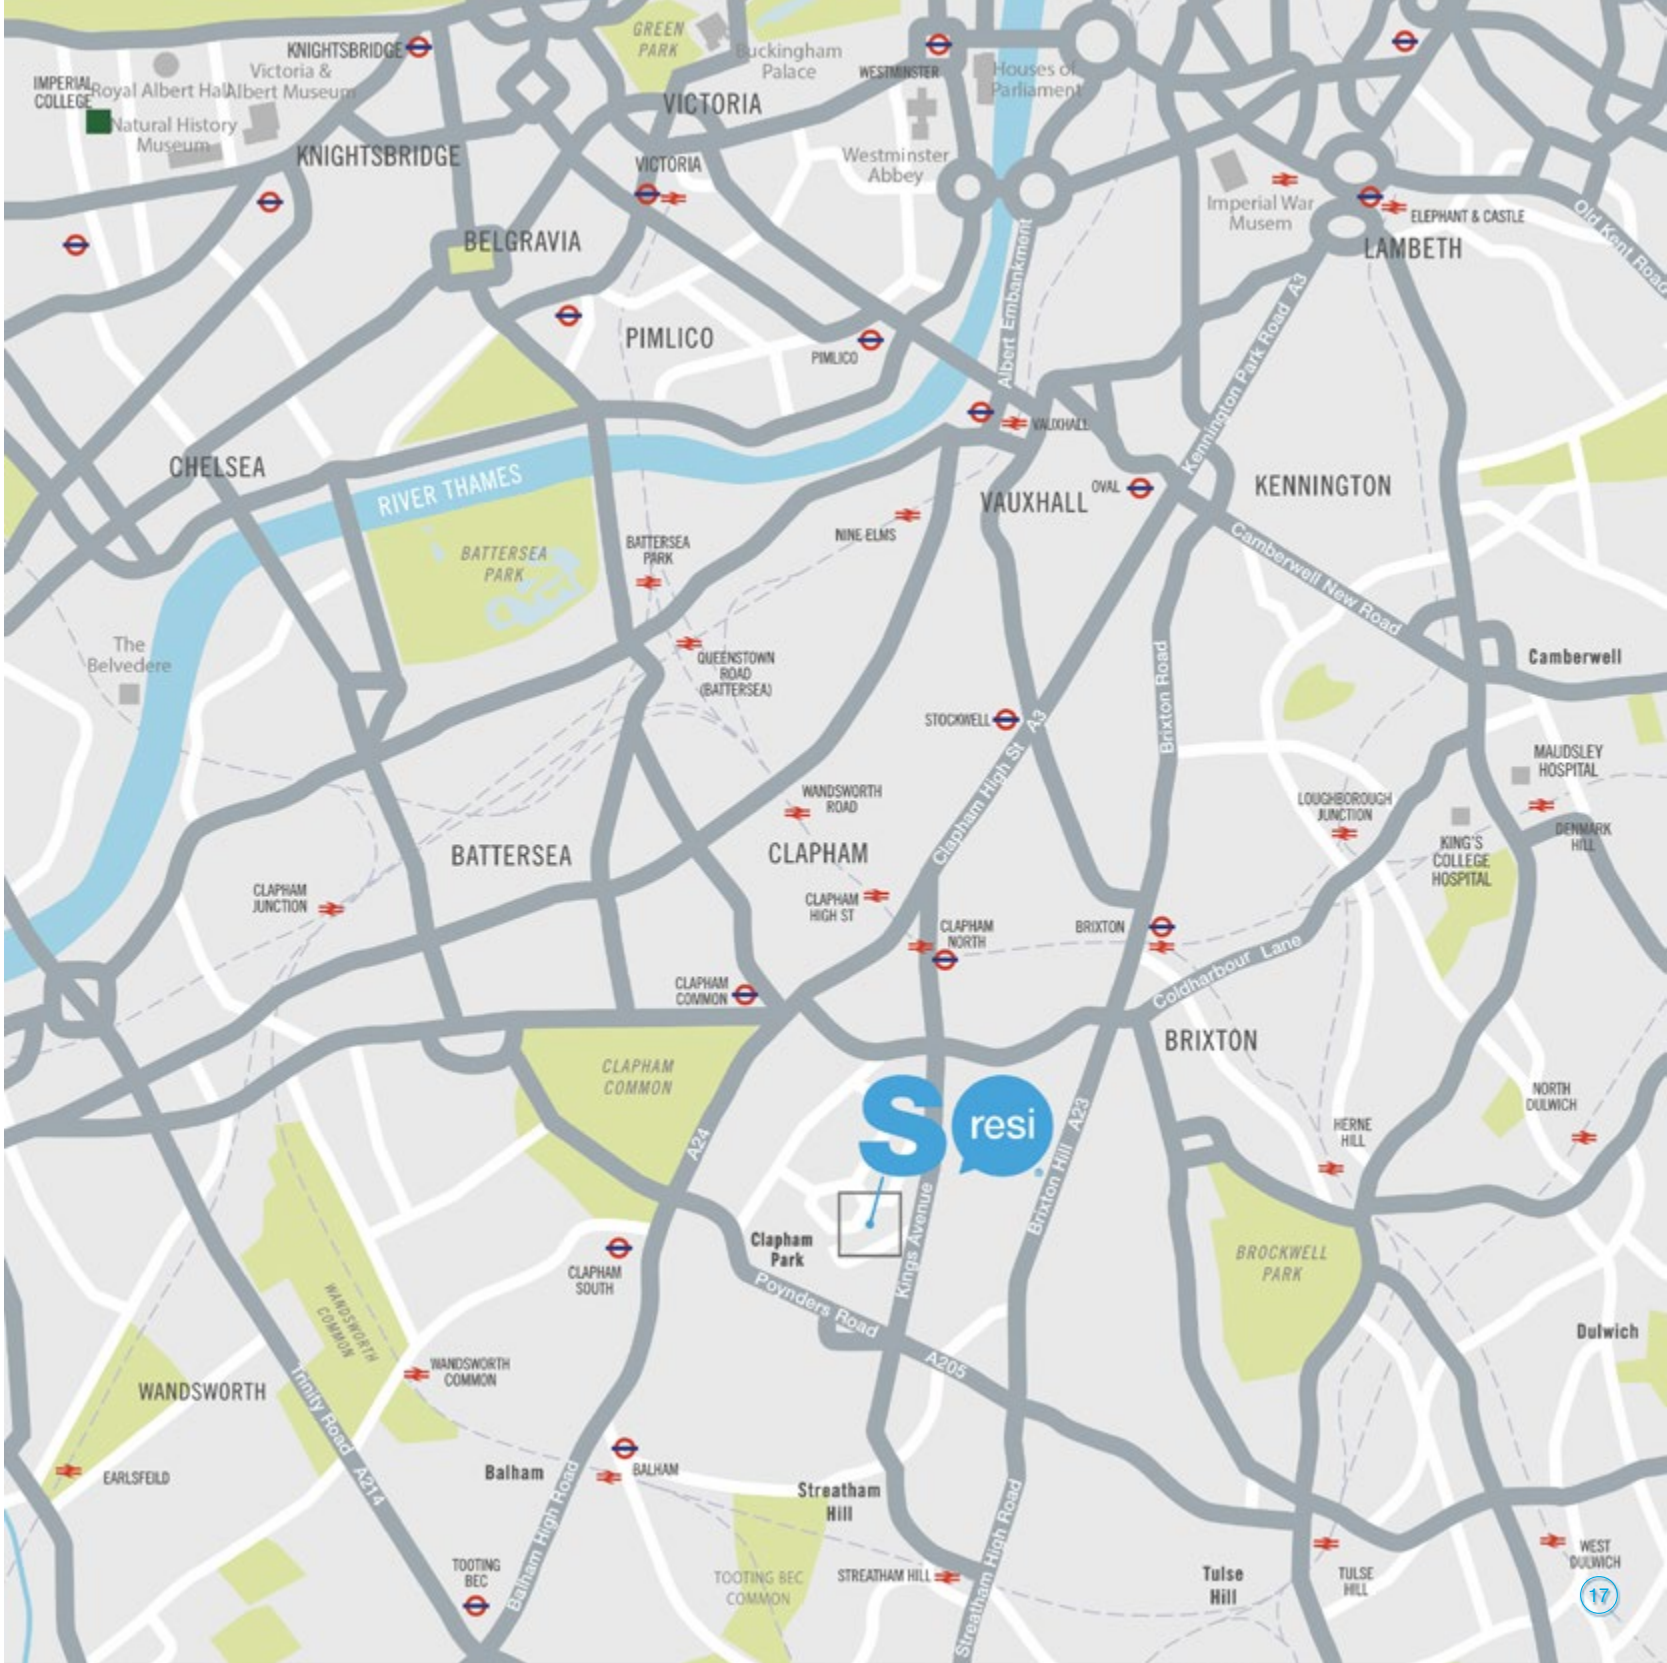 GREEN
PARK
KNIGHTSBRIDGE
Buckingham
Palace
WESTMINSTER
Houses of
Parliament
Victoria &
Albert Museum
IMPERIAL
COLLEGE
Royal Albert Hall
Natural History
Museum
VICTORIA
KNIGHTSBRIDGE
VICTORIA
Westminster
Abbey
Imperial War
Musem
ELEPHANT & CASTLE
Old Kent Road
LAMBETH
BELGRAVIA
Albert Embankment
Kennington Park Road A3
PIMLICO
PIMLICO
VAUXHALL
CHELSEA
RIVER THAMES
VAUXHALL
OVAL
KENNINGTON
BATTERSEA
PARK
BATTERSEA
PARK
NINE ELMS
Camberwell New Road
The
Belvedere
QUEENSTOWN
ROAD
(BATTERSEA)
Brixton Road
Camberwell
STOCKWELL
Clapham High St A3
MAUDSLEY
HOSPITAL
WANDSWORTH
ROAD
LOUGHBOROUGH
JUNCTION
DENMARK
HILL
KING'S
COLLEGE
HOSPITAL
BATTERSEA
CLAPHAM
CLAPHAM
JUNCTION
CLAPHAM
HIGH ST
CLAPHAM
NORTH
BRIXTON
Coldharbour Lane
CLAPHAM
COMMON
BRIXTON
CLAPHAM
COMMON
S resi
A24
Brixton Hill A23
NORTH
DULWICH
HERNE
HILL
Clapham
Park
Kings Avenue
BROCKWELL
PARK
CLAPHAM
SOUTH
Poynders Road
A205
WANDSWORTH
COMMON
Dulwich
WANDSWORTH
COMMON
WANDSWORTH
Trinity Road A214
EARLSFEILD
Balham
BALHAM
Balham High Road
Streatham
Hill
TOOTING
BEC
TOOTING BEC
COMMON
STREATHAM HILL
Streatham High Road
Tulse
Hill
TULSE
HILL
WEST
DULWICH
17